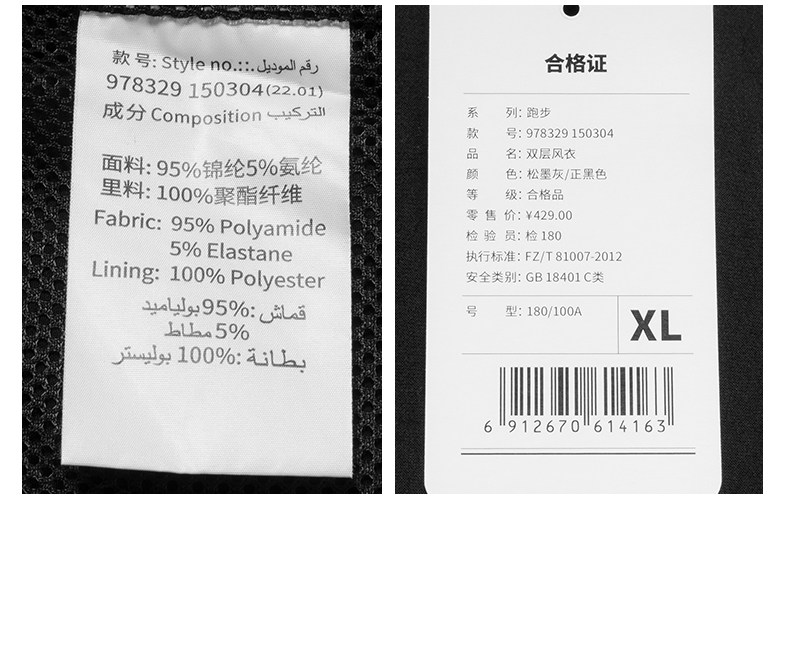 款 号: Style no.::. رقم الموديل
978329 150304(22.01)
成分 Composition التركيب
面料: 95%锦纶5%氨纶
里料: 100%聚酯纤维
Fabric: 95% Polyamide
5% Elastane
Lining: 100% Polyester
قماش: 95% بولياميد
5% مطاط
بطانة: 100% بوليستر
合格证
系 列: 跑步
款 号: 978329 150304
品 名: 双层风衣
颜 色: 松墨灰/正黑色
等 级: 合格品
零 售 价: ¥429.00
检 验 员: 检 180
执行标准: FZ/T 81007-2012
安全类别: GB 18401 C类
号 型: 180/100A
XL
6 912670 614163